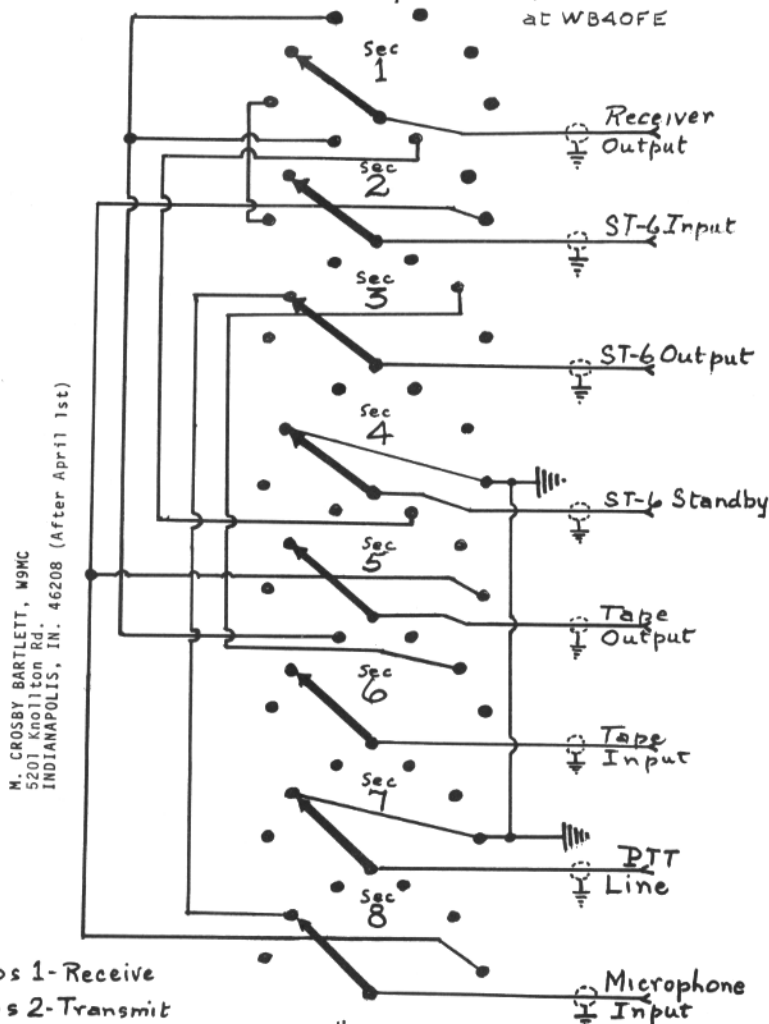 at WB4OFE
Sec
1
Receiver
Output
Sec
2
ST-6 Input
Sec
3
ST-6 Output
Sec
4
ST-6 Standby
Sec
5
Tape
Output
Sec
6
Tape
Input
Sec
7
PTT
Line
Sec
8
Microphone
Input
M. CROSBY BARTLETT, W9MC
5201 Knollton Rd.
INDIANAPOLIS, IN. 46208 (After April 1st)
os 1-Receive
s 2-Transmit